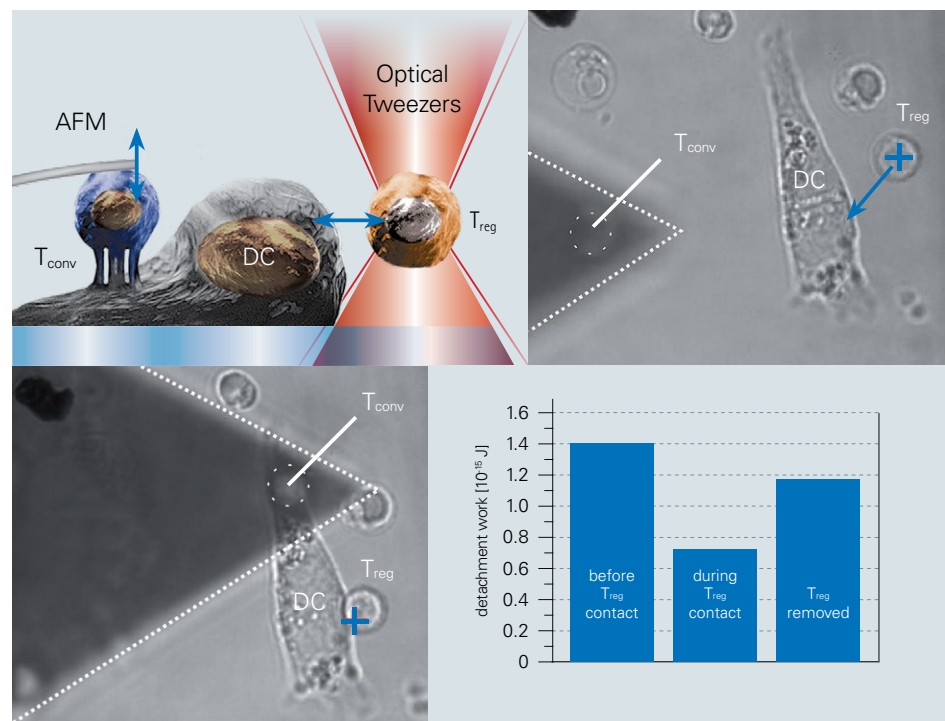 Optical
Tweezers
AFM
Tconv
DC
Treg
Tconv
DC
Treg
Tconv
Treg
DC
detachment work [10⁻¹⁵ J]
1.6
1.4
1.2
1.0
0.8
0.6
0.4
0.2
0
before
Treg
contact
during
Treg
contact
Treg
removed